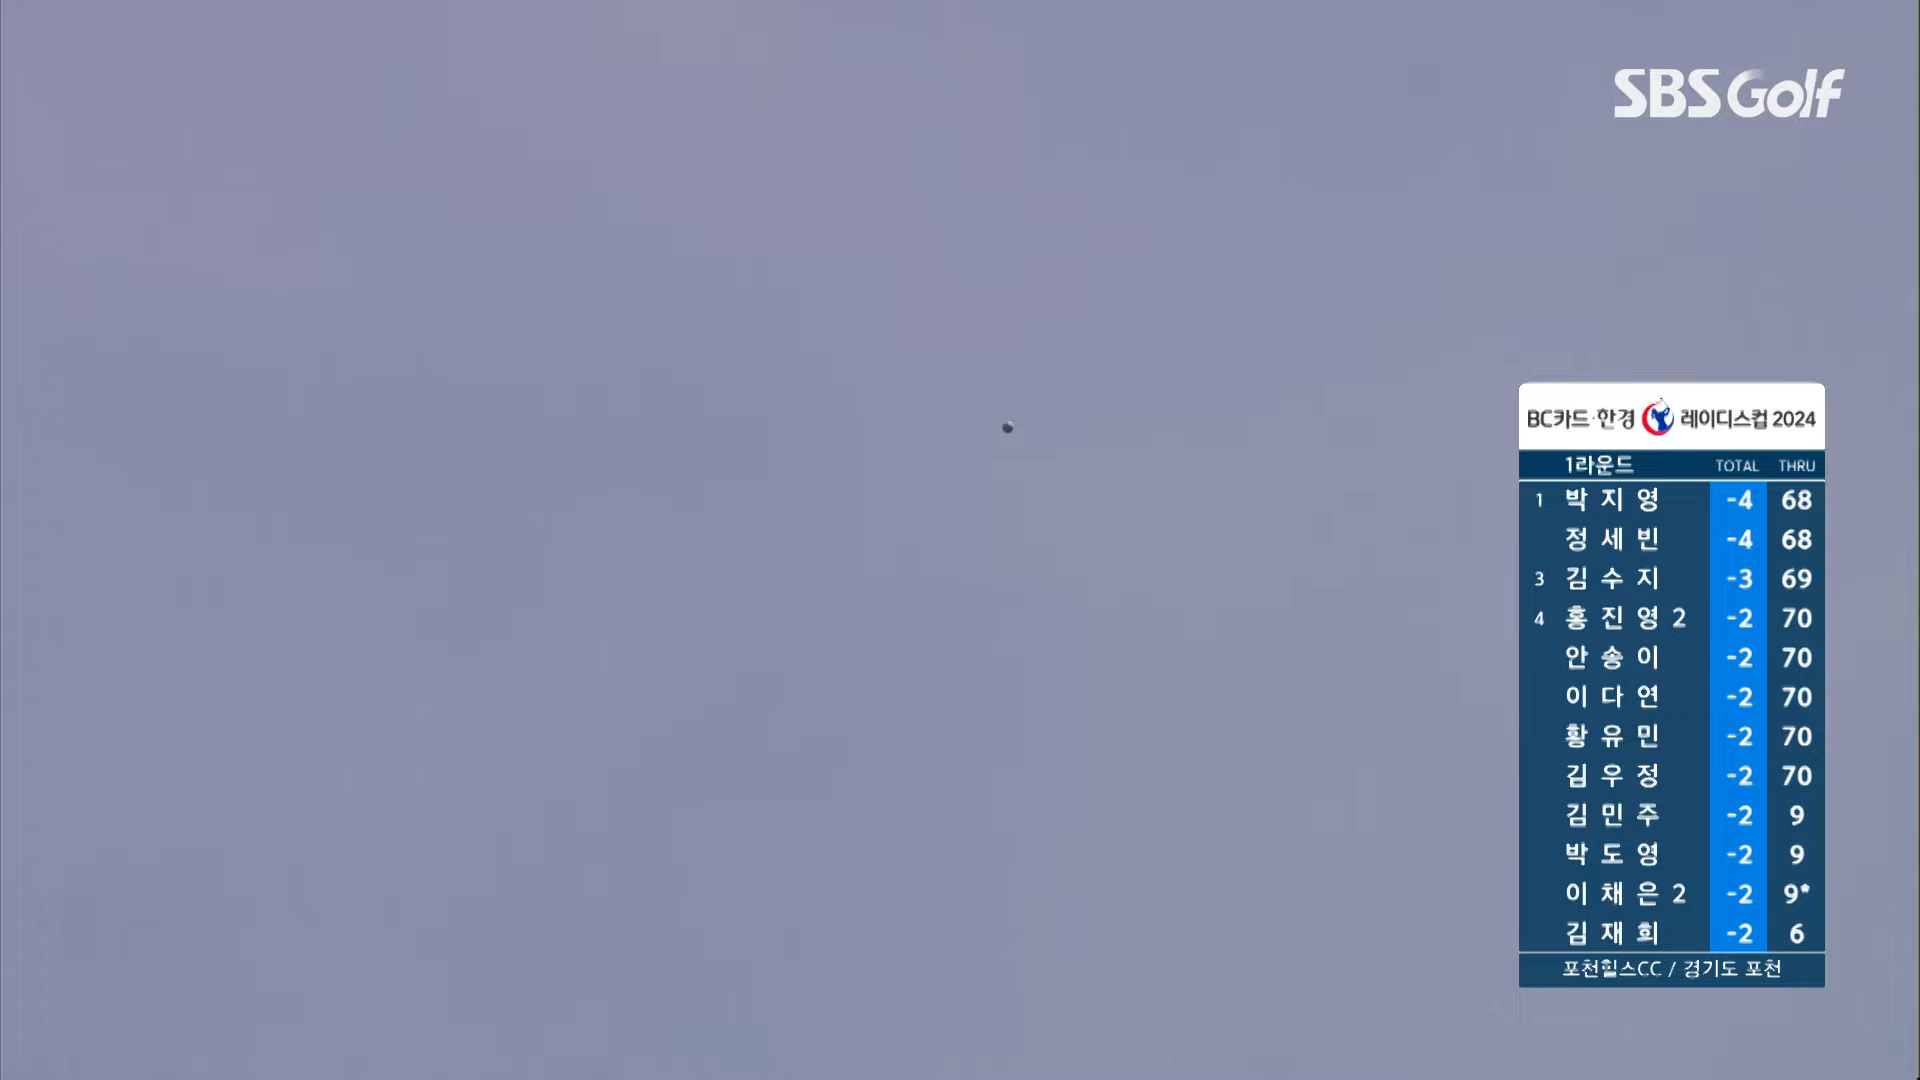 SBS Golf
BC카드·한경 레이디스컵 2024
1라운드 TOTAL THRU
1 박지영 -4 68
정세빈 -4 68
3 김수지 -3 69
4 홍진영2 -2 70
안송이 -2 70
이다연 -2 70
황유민 -2 70
김우정 -2 70
김민주 -2 9
박도영 -2 9
이채은2 -2 9*
김재희 -2 6
포천힐스CC / 경기도 포천